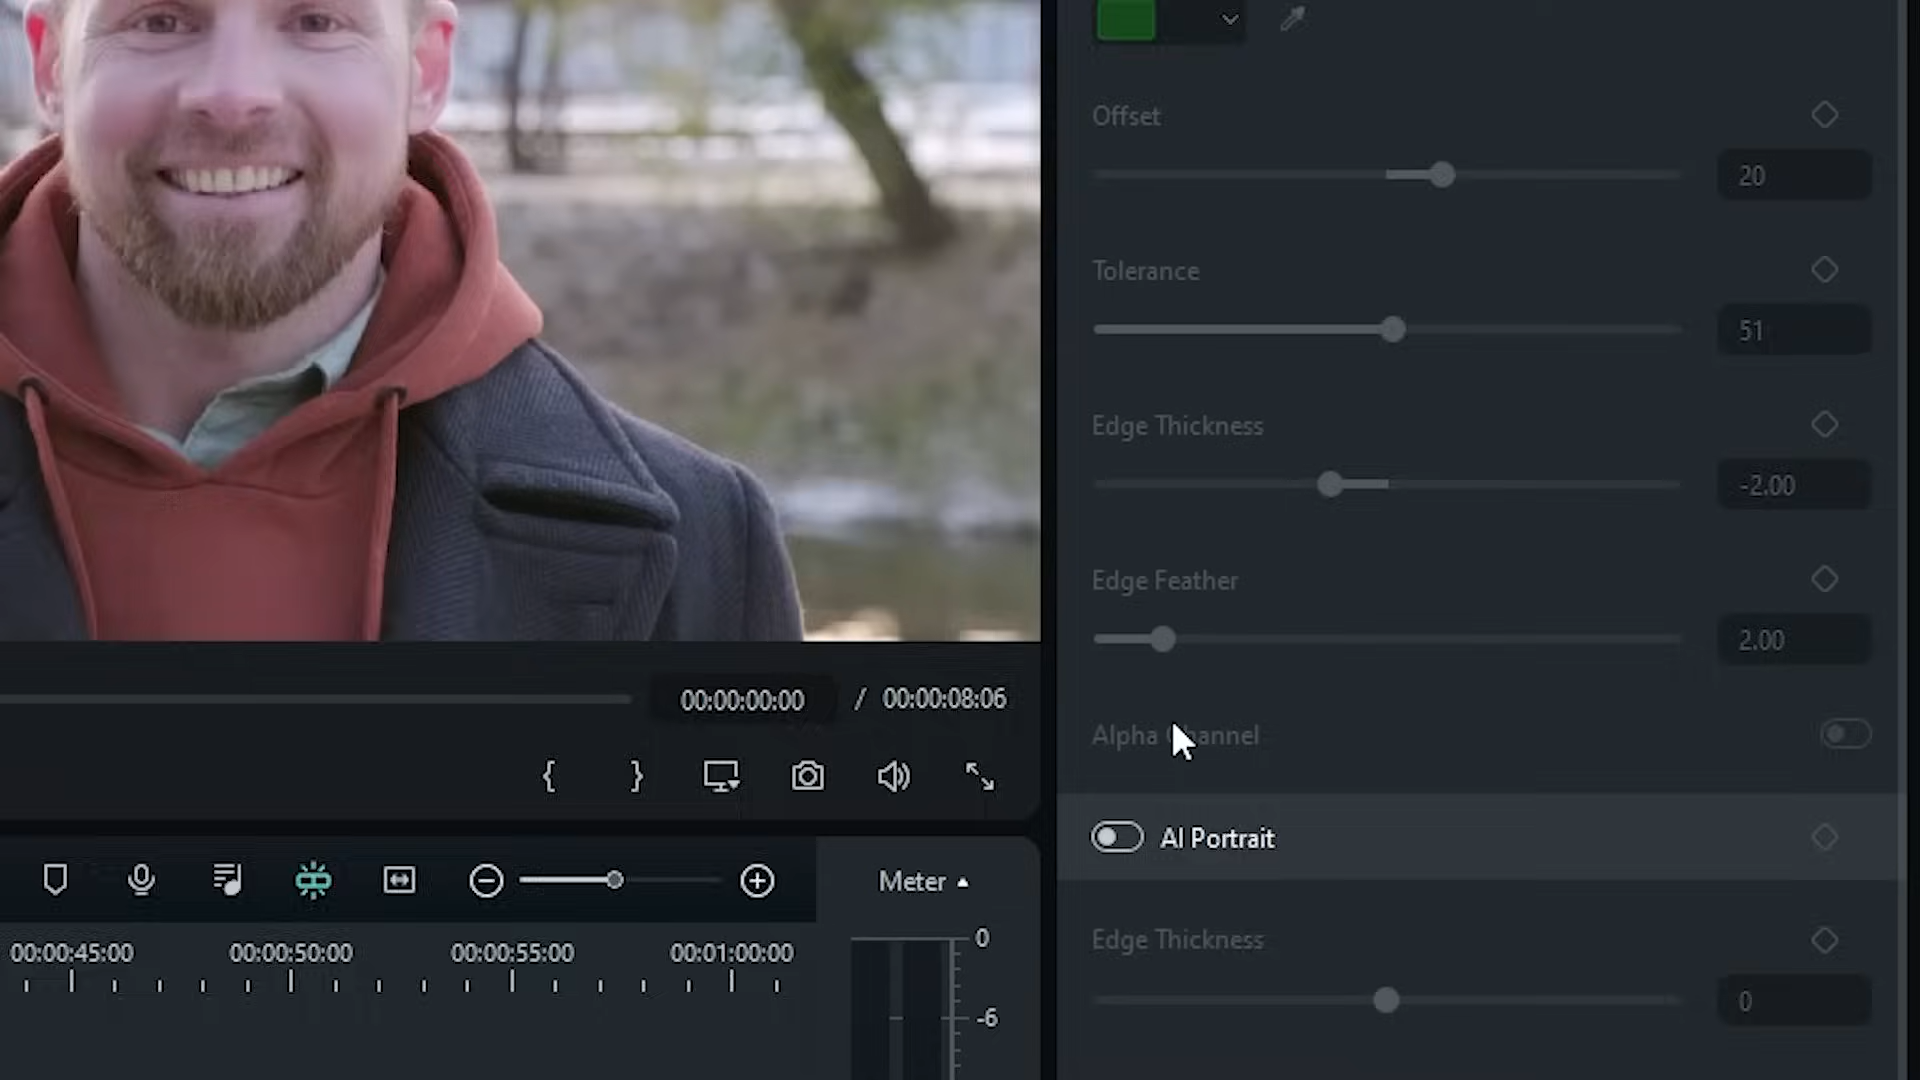 Offset
20
Tolerance
51
Edge Thickness
-2.00
Edge Feather
2.00
00:00:00:00 / 00:00:08:06
Alpha Channel
{ }
AI Portrait
Meter
00:00:45:00 00:00:50:00 00:00:55:00 00:01:00:00
0
-6
Edge Thickness
0